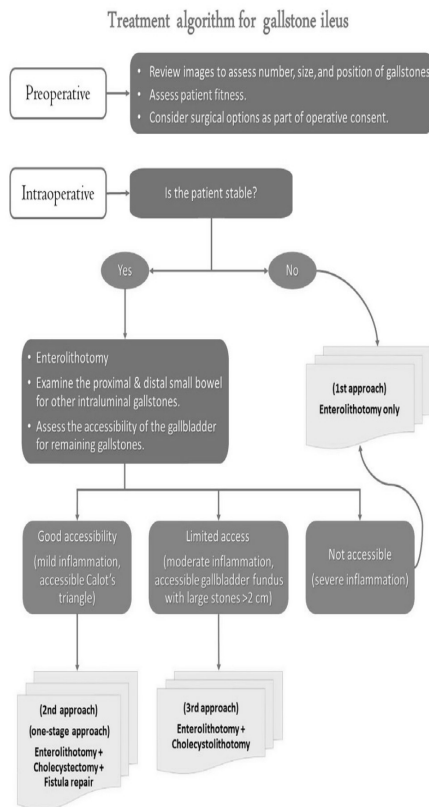 Treatment algorithm for gallstone ileus
Preoperative
• Review images to assess number, size, and position of gallstones
• Assess patient fitness.
• Consider surgical options as part of operative consent.
Intraoperative
Is the patient stable?
Yes
No
• Enterolithotomy
• Examine the proximal & distal small bowel
for other intraluminal gallstones.
• Assess the accessibility of the gallbladder
for remaining gallstones.
(1st approach)
Enterolithotomy only
Good accessibility
(mild inflammation,
accessible Calot's
triangle)
Limited access
(moderate inflammation,
accessible gallbladder fundus
with large stones >2 cm)
Not accessible
(severe inflammation)
(2nd approach)
(one-stage approach)
Enterolithotomy +
Cholecystectomy +
Fistula repair
(3rd approach)
Enterolithotomy +
Cholecystolithotomy